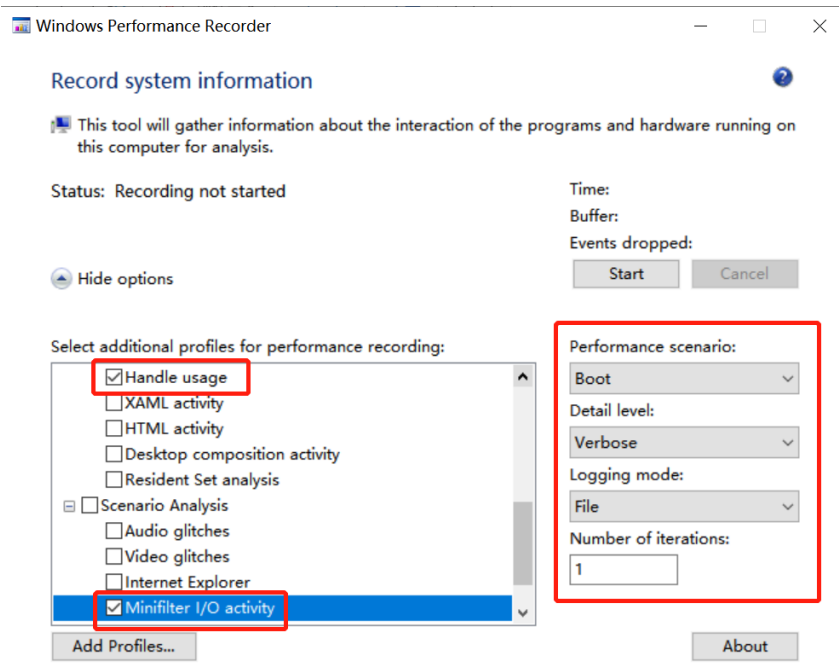 Windows Performance Recorder
Record system information
This tool will gather information about the interaction of the programs and hardware running on
this computer for analysis.
Status: Recording not started
Time:
Buffer:
Events dropped:
Start
Cancel
Hide options
Select additional profiles for performance recording:
Handle usage
XAML activity
HTML activity
Desktop composition activity
Resident Set analysis
Scenario Analysis
Audio glitches
Video glitches
Internet Explorer
Minifilter I/O activity
Add Profiles...
Performance scenario:
Boot
Detail level:
Verbose
Logging mode:
File
Number of iterations:
1
About